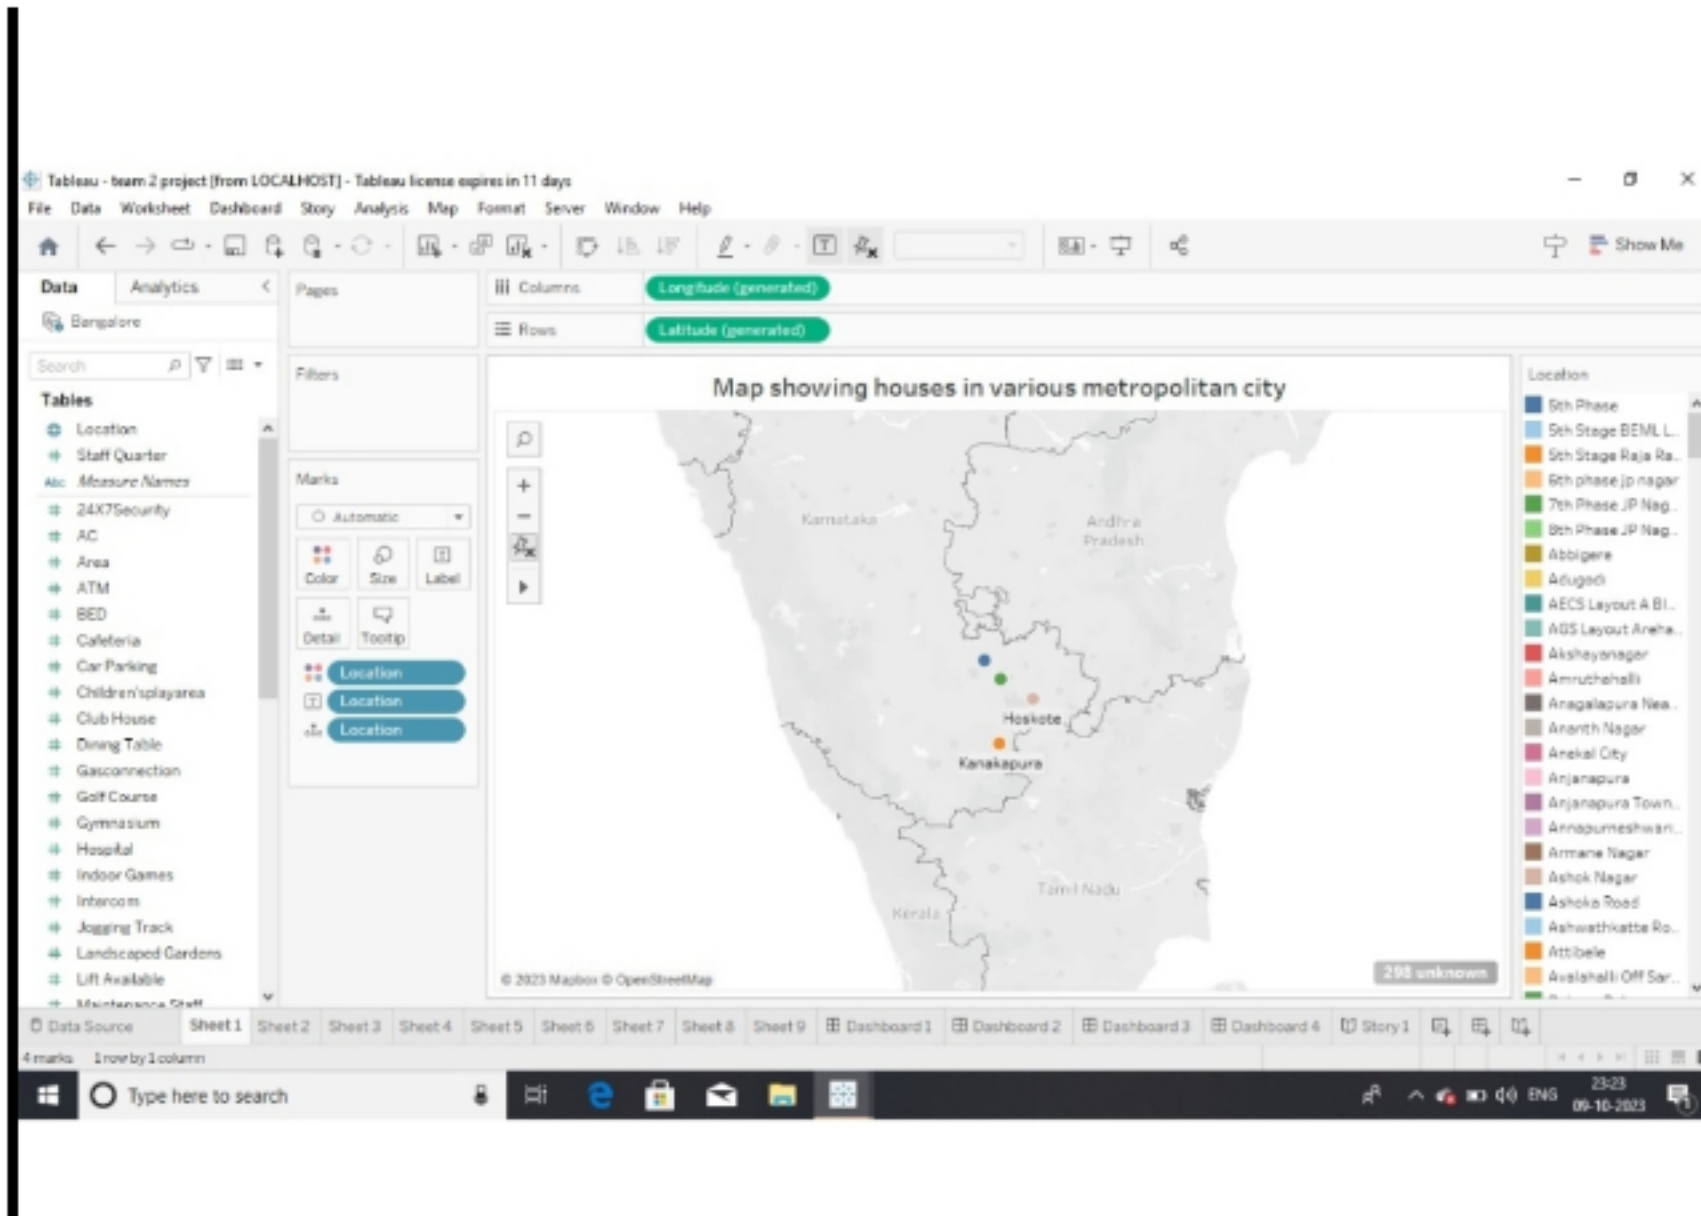 Tableau - team 2 project [from LOCALHOST] - Tableau license expires in 11 days
File Data Worksheet Dashboard Story Analysis Map Format Server Window Help
Show Me
Data Analytics
Bangalore
Search
Tables
Location
Staff Quarter
Abc Measure Names
24X7Security
AC
Area
ATM
BED
Cafeteria
Car Parking
Children'splayarea
Club House
Dining Table
Gasconnection
Golf Course
Gymnasium
Hospital
Indoor Games
Intercom
Jogging Track
Landscaped Gardens
Lift Available
Maintenance Staff
Pages
Filters
Marks
Automatic
Color Size Label
Detail Tooltip
Location
Location
Location
Columns Longitude (generated)
Rows Latitude (generated)
Map showing houses in various metropolitan city
Karnataka
Andhra
Pradesh
Hoskote
Kanakapura
Tamil Nadu
Kerala
© 2023 Mapbox © OpenStreetMap
298 unknown
Location
5th Phase
5th Stage BEML L..
5th Stage Raja Ra..
6th phase jp nagar
7th Phase JP Nag..
8th Phase JP Nag..
Abbigere
Adugodi
AECS Layout A Bl..
AGS Layout Areha..
Akshayanagar
Amruthahalli
Anagalapura Nea..
Ananth Nagar
Anekal City
Anjanapura
Anjanapura Town..
Annapurneshwari..
Armane Nagar
Ashok Nagar
Ashoka Road
Ashwathkatte Ro..
Attibele
Avalahalli Off Sar..
Data Source Sheet 1 Sheet 2 Sheet 3 Sheet 4 Sheet 5 Sheet 6 Sheet 7 Sheet 8 Sheet 9 Dashboard 1 Dashboard 2 Dashboard 3 Dashboard 4 Story 1
4 marks 1 row by 1 column
Type here to search
ENG
23:23
09-10-2023